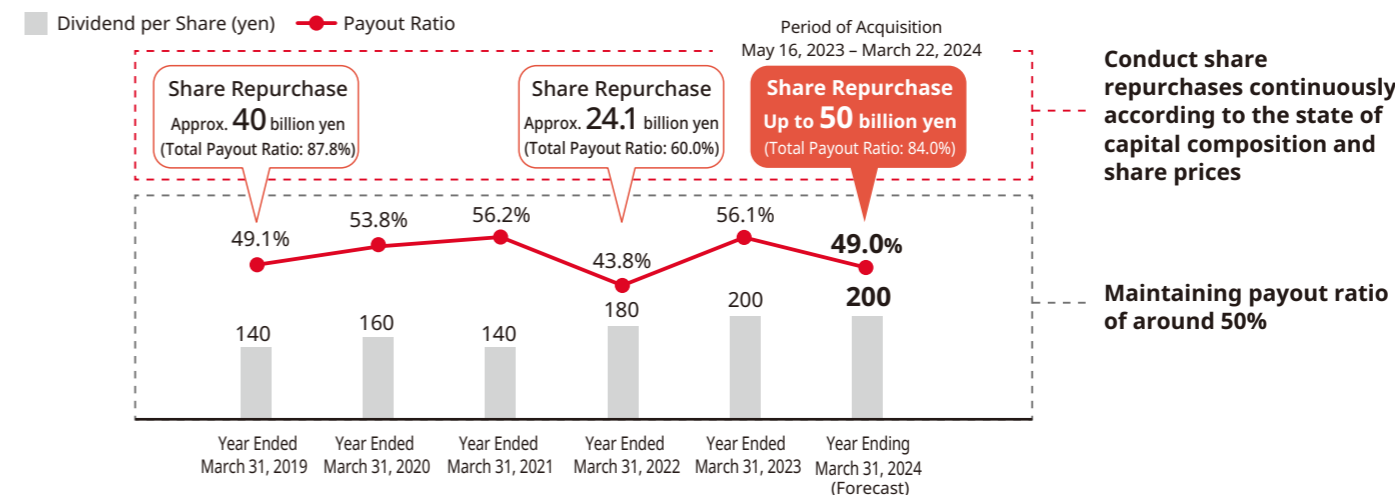 Dividend per Share (yen)
Payout Ratio
Period of Acquisition
May 16, 2023 – March 22, 2024
Share Repurchase
Approx. 40 billion yen
(Total Payout Ratio: 87.8%)
Share Repurchase
Approx. 24.1 billion yen
(Total Payout Ratio: 60.0%)
Share Repurchase
Up to 50 billion yen
(Total Payout Ratio: 84.0%)
Conduct share
repurchases continuously
according to the state of
capital composition and
share prices
49.1%
53.8%
56.2%
43.8%
56.1%
49.0%
140
160
140
180
200
200
Maintaining payout ratio
of around 50%
Year Ended
March 31, 2019
Year Ended
March 31, 2020
Year Ended
March 31, 2021
Year Ended
March 31, 2022
Year Ended
March 31, 2023
Year Ending
March 31, 2024
(Forecast)